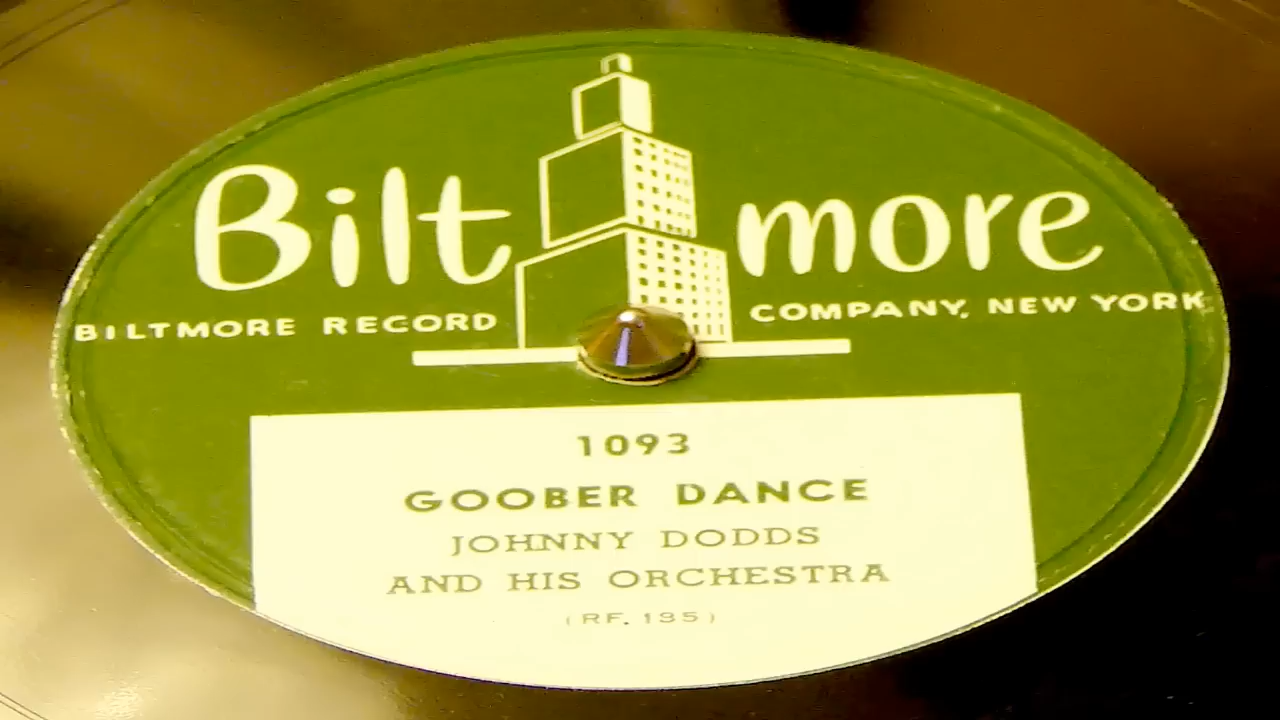 Biltmore
BILTMORE RECORD COMPANY, NEW YORK
1093
GOOBER DANCE
JOHNNY DODDS
AND HIS ORCHESTRA
(RF. 135)